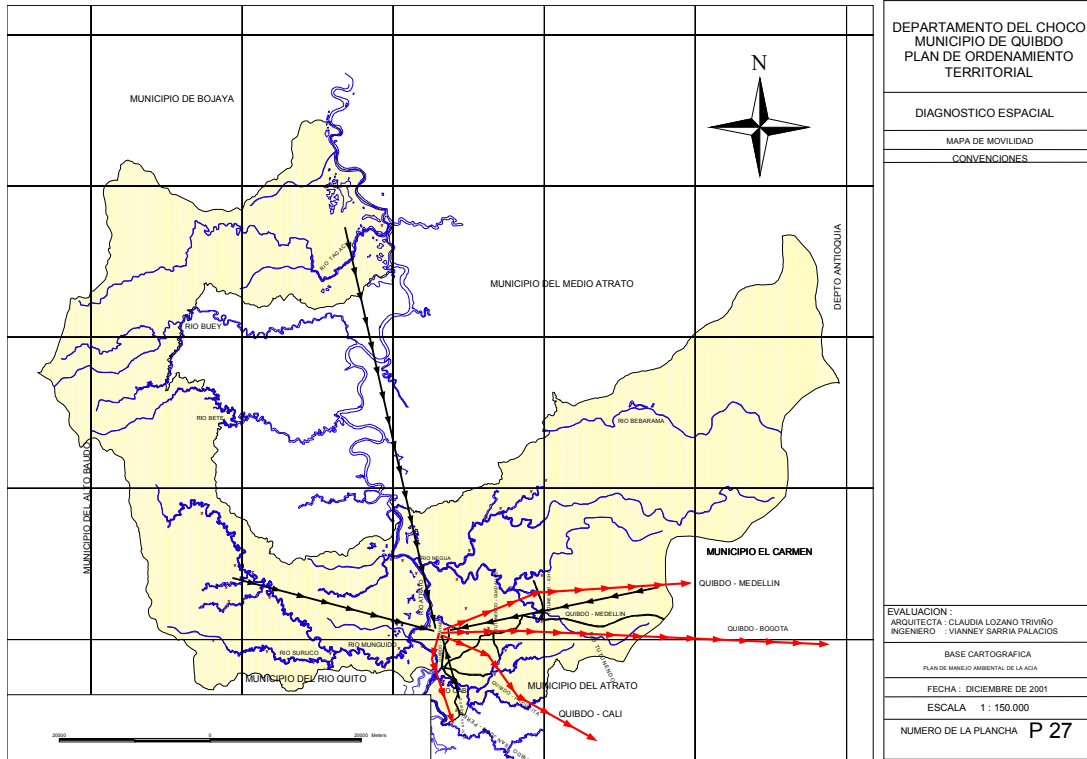 DEPARTAMENTO DEL CHOCO
MUNICIPIO DE QUIBDO
PLAN DE ORDENAMIENTO
TERRITORIAL
DIAGNOSTICO ESPACIAL
MAPA DE MOVILIDAD
CONVENCIONES
N
MUNICIPIO DE BOJAYA
MUNICIPIO DEL MEDIO ATRATO
DEPTO ANTIOQUIA
RIO BUEY
RIO BETE
RIO BEBARAMA
MUNICIPIO DEL ALTO BAUDO
MUNICIPIO EL CARMEN
RIO NEGUA
RIO ATRATO
QUIBDO - MEDELLIN
QUIBDO - MEDELLIN
QUIBDO - BOGOTA
RIO MUNGUIDO
RIO SURUCO
MUNICIPIO DEL RIO QUITO
MUNICIPIO DEL ATRATO
QUIBDO - CALI
20000 0 20000 Meters
EVALUACION :
ARQUITECTA : CLAUDIA LOZANO TRIVIÑO
INGENIERO : VIANNEY SARRIA PALACIOS
BASE CARTOGRAFICA
PLAN DE MANEJO AMBIENTAL DE LA ACIA
FECHA : DICIEMBRE DE 2001
ESCALA 1 : 150.000
NUMERO DE LA PLANCHA P 27